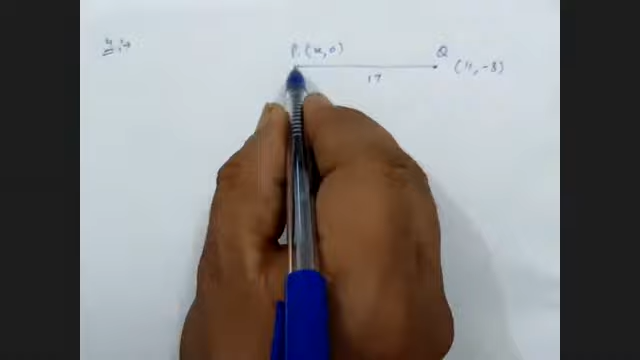 P (x, 0) Q
17 (11, -8)